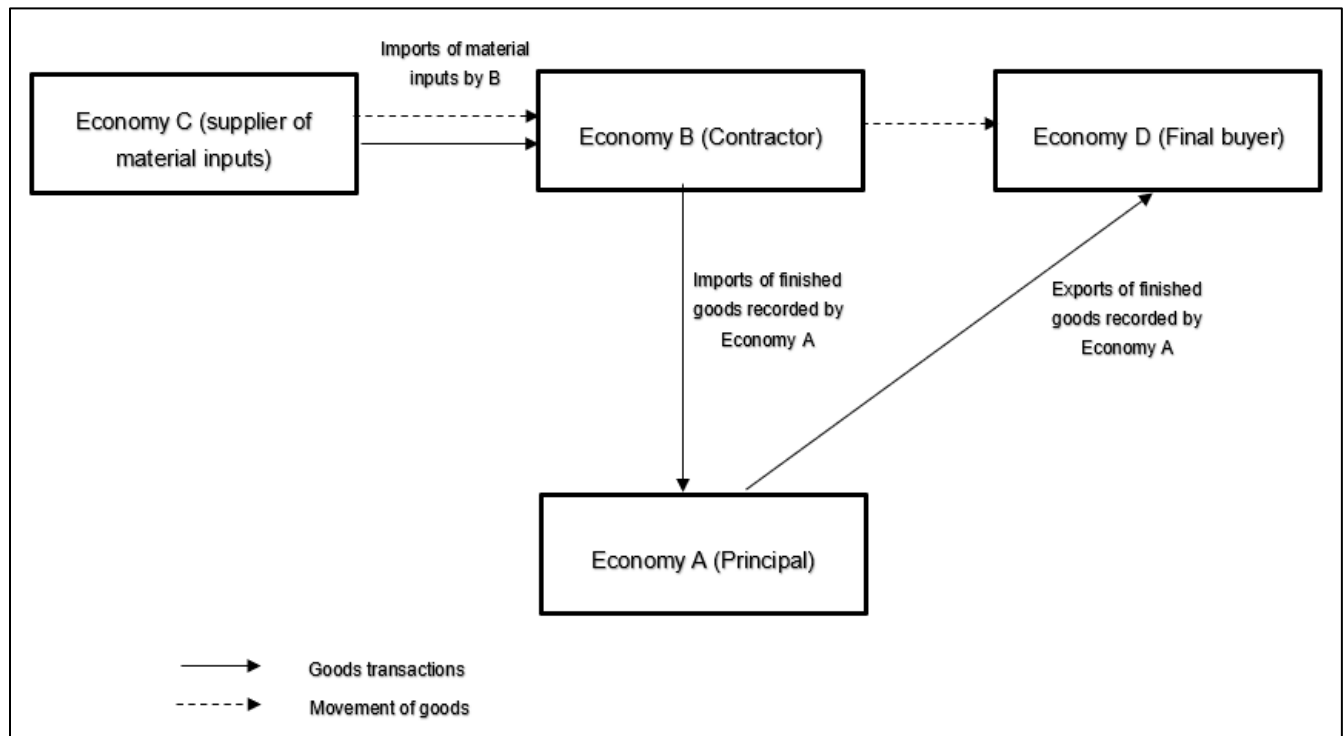 Imports of material
inputs by B
Economy C (supplier of
material inputs)
Economy B (Contractor)
Economy D (Final buyer)
Imports of finished
goods recorded by
Economy A
Exports of finished
goods recorded by
Economy A
Economy A (Principal)
Goods transactions
Movement of goods